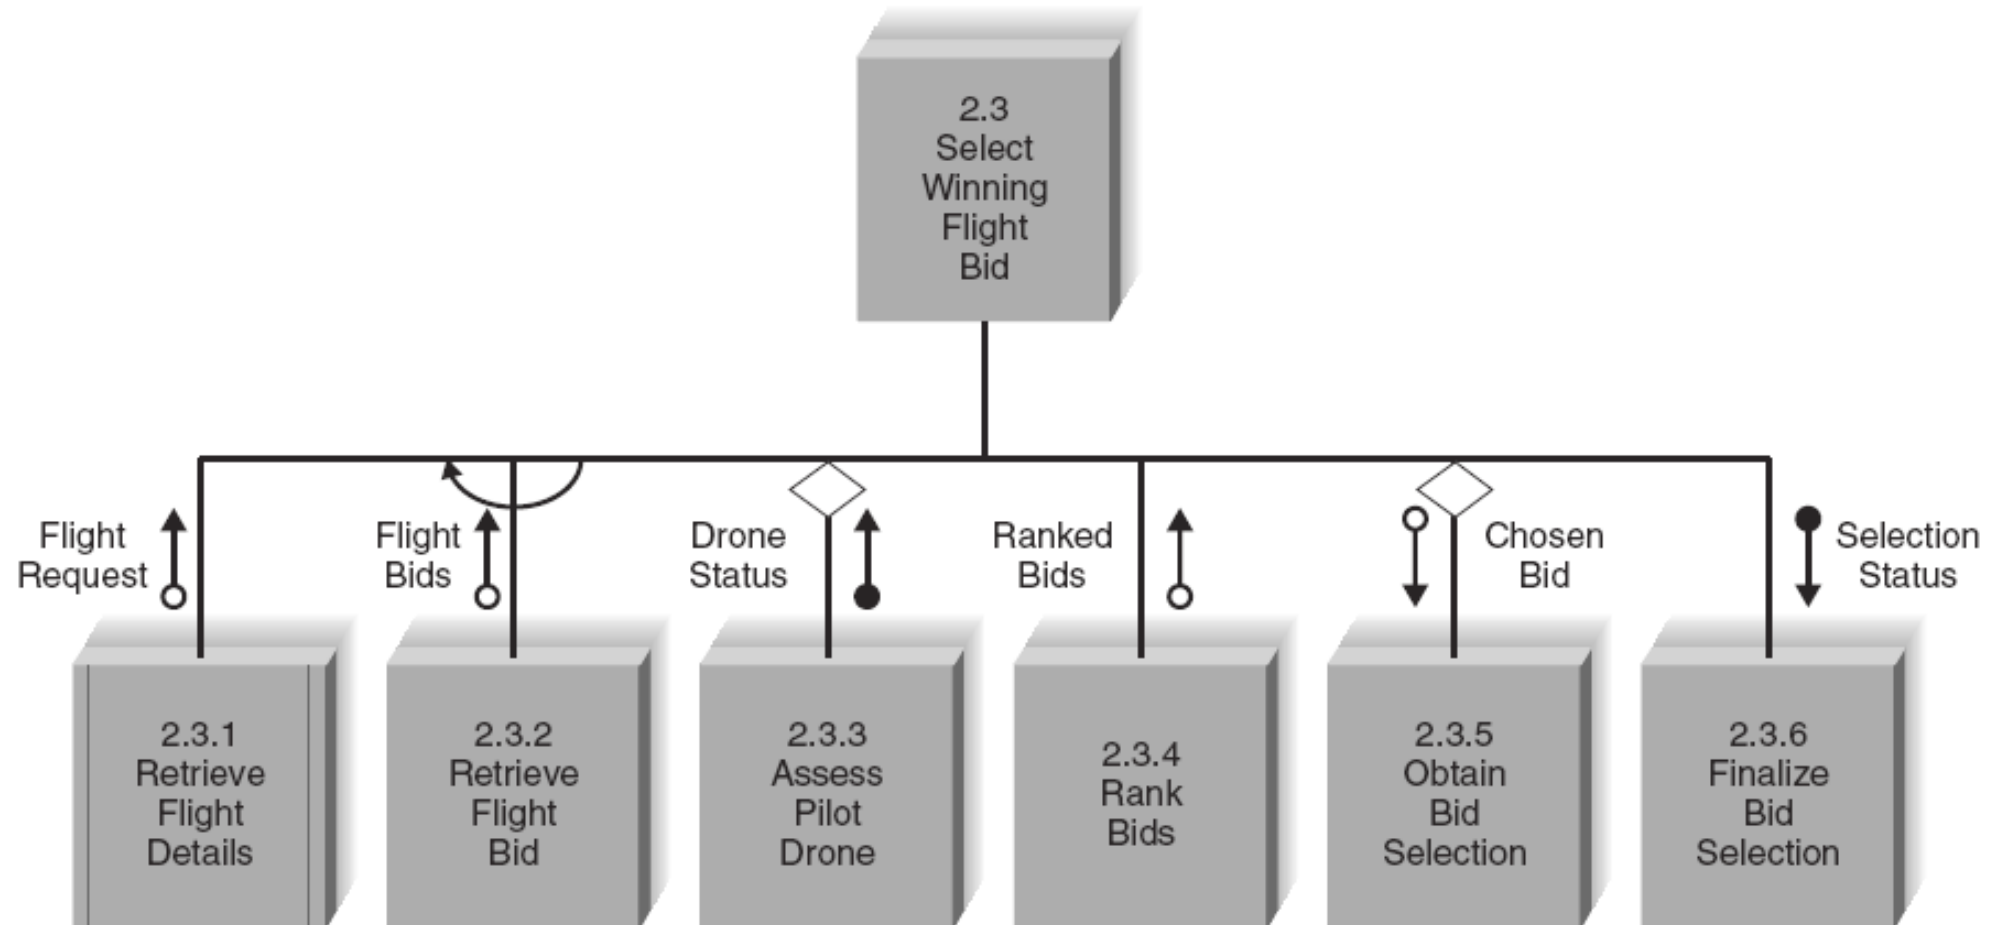 2.3
Select
Winning
Flight
Bid
Flight
Request
Flight
Bids
Drone
Status
Ranked
Bids
Chosen
Bid
Selection
Status
2.3.1
Retrieve
Flight
Details
2.3.2
Retrieve
Flight
Bid
2.3.3
Assess
Pilot
Drone
2.3.4
Rank
Bids
2.3.5
Obtain
Bid
Selection
2.3.6
Finalize
Bid
Selection